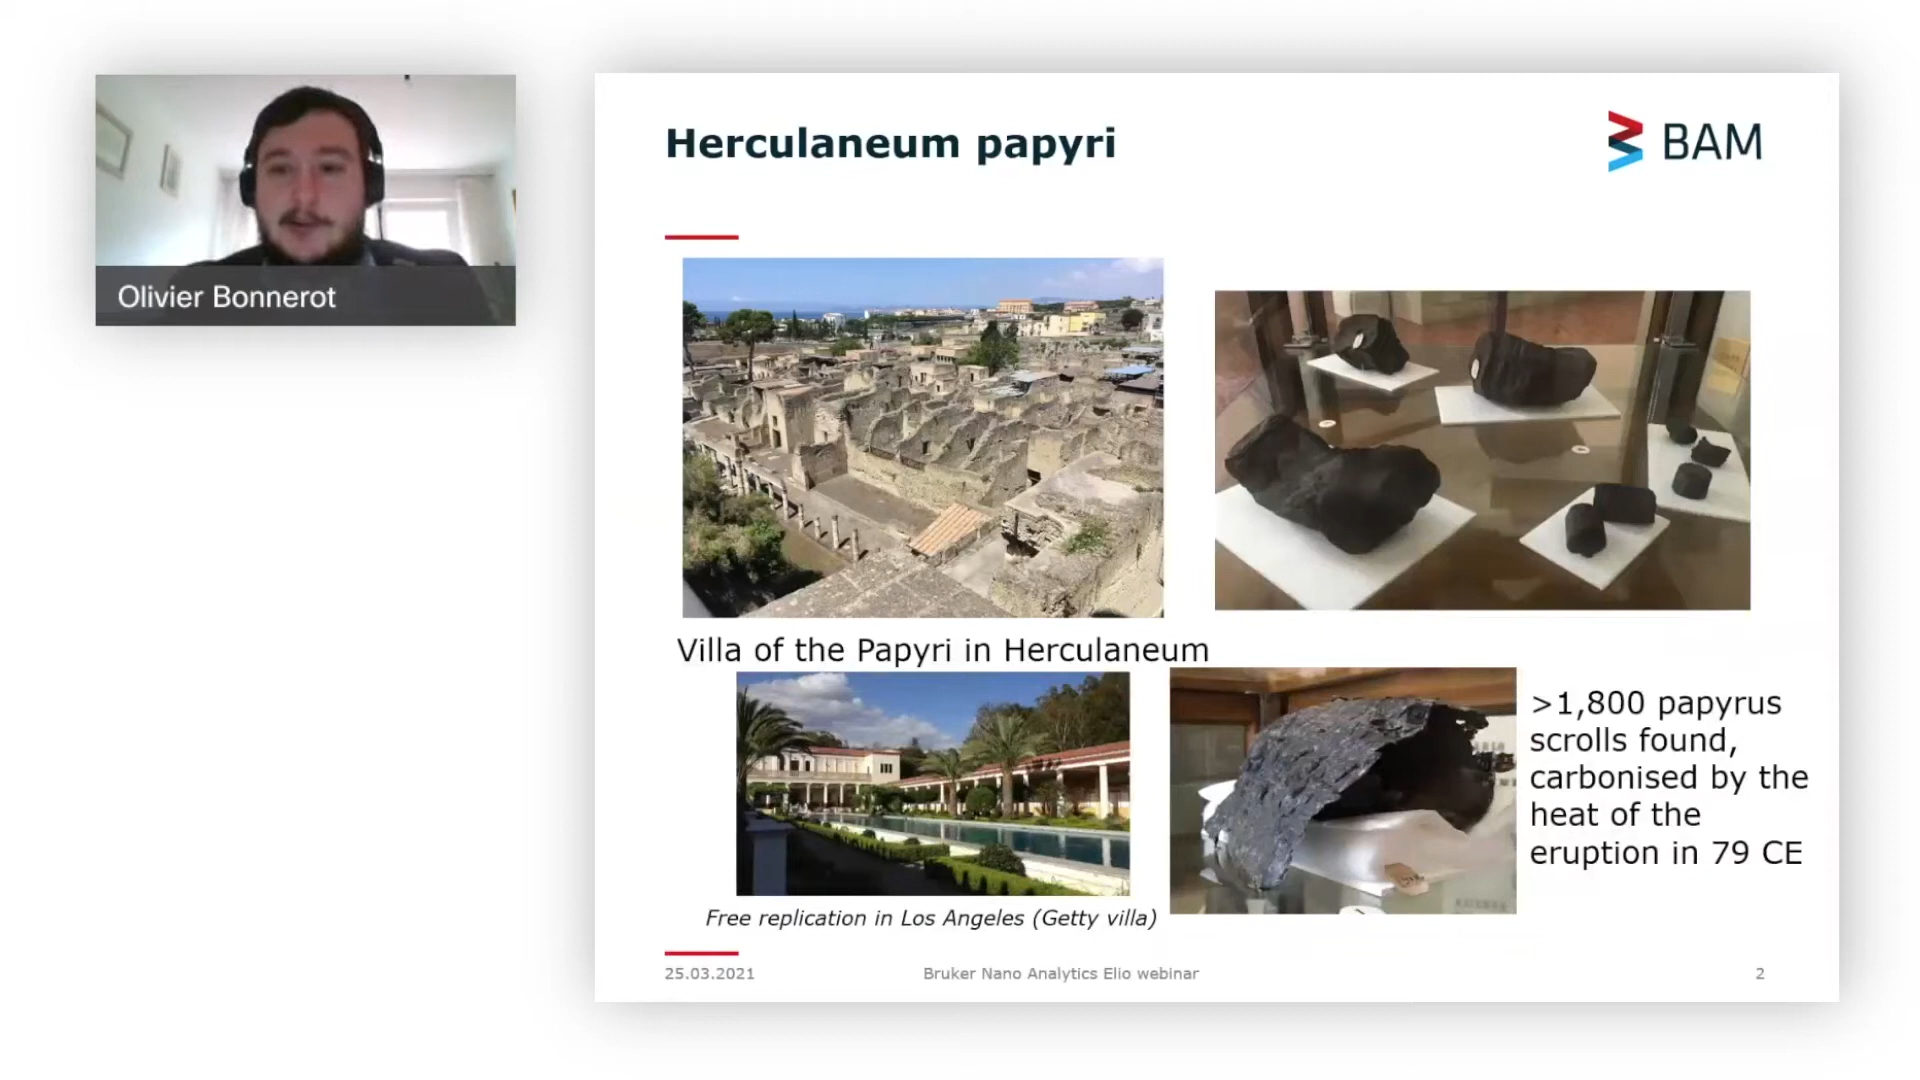 Olivier Bonnerot
Herculaneum papyri
BAM
Villa of the Papyri in Herculaneum
>1,800 papyrus
scrolls found,
carbonised by the
heat of the
eruption in 79 CE
Free replication in Los Angeles (Getty villa)
25.03.2021
Bruker Nano Analytics Elio webinar
2